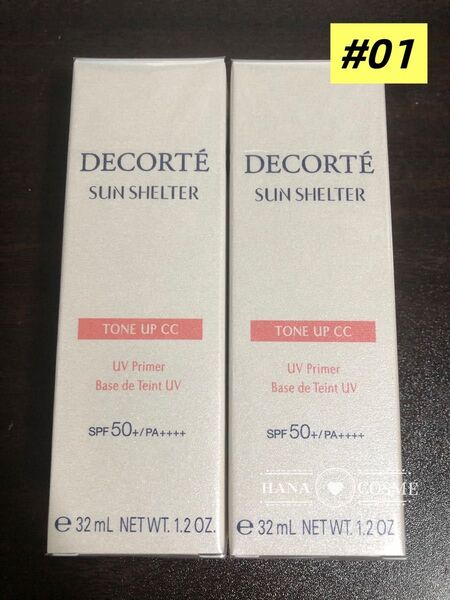 #01
DECORTÉ
SUN SHELTER
TONE UP CC
UV Primer
Base de Teint UV
SPF 50+/PA++++
℮ 32 mL NET WT. 1.2 OZ.
DECORTÉ
SUN SHELTER
TONE UP CC
UV Primer
Base de Teint UV
SPF 50+/PA++++
HANA COSME
℮ 32 mL NET WT. 1.2 OZ.